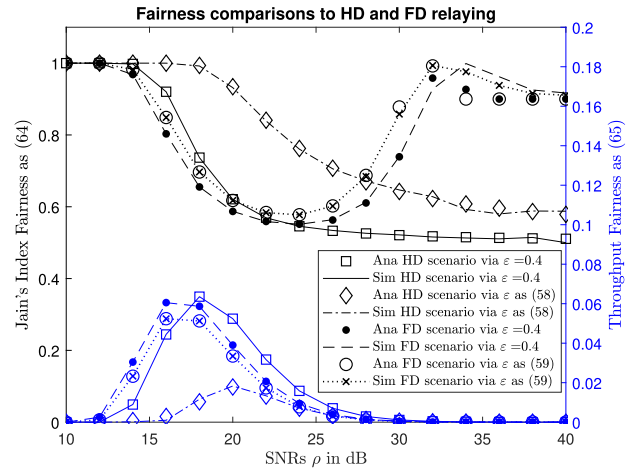 Fairness comparisons to HD and FD relaying
Jain's Index Fairness as (64)
1
0.8
0.6
0.4
0.2
0
Throughput Fairness as (65)
0.2
0.18
0.16
0.14
0.12
0.1
0.08
0.06
0.04
0.02
0
Ana HD scenario via ε =0.4
Sim HD scenario via ε =0.4
Ana HD scenario via ε as (58)
Sim HD scenario via ε as (58)
Ana FD scenario via ε =0.4
Sim FD scenario via ε =0.4
Ana FD scenario via ε as (59)
Sim FD scenario via ε as (59)
10 15 20 25 30 35 40
SNRs ρ in dB